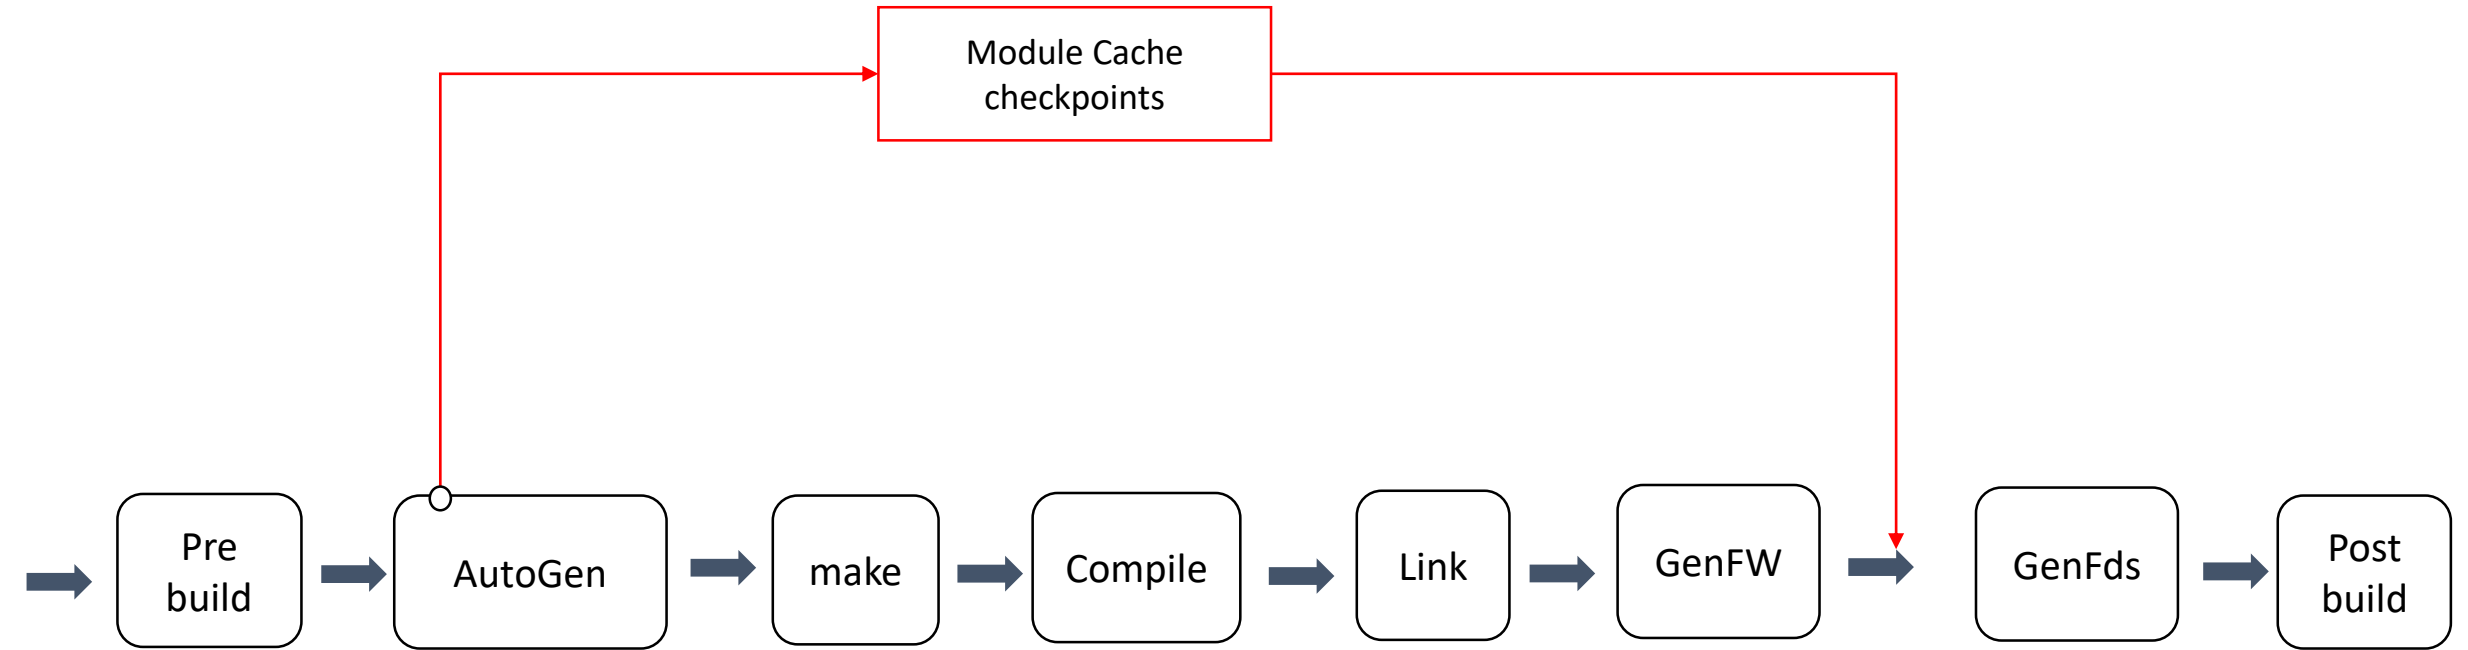 Module Cache
checkpoints
Pre
build
AutoGen
make
Compile
Link
GenFW
GenFds
Post
build